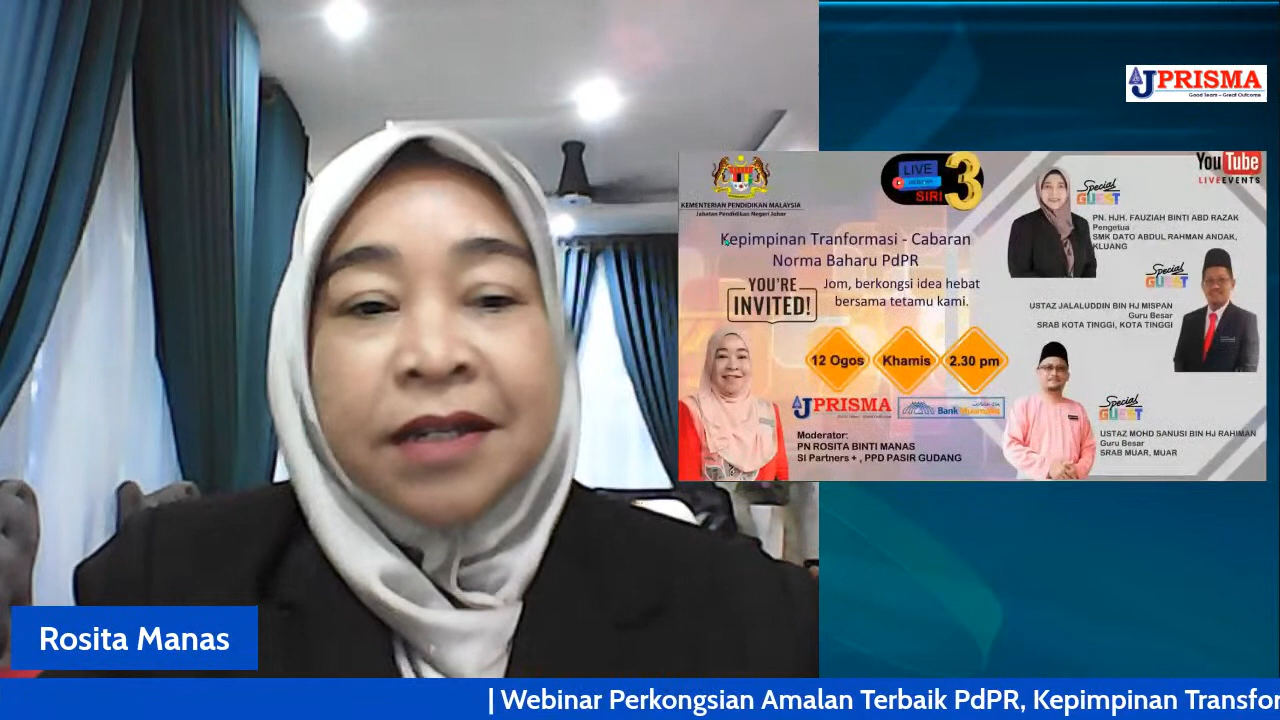 JPRISMA
Good Team - Great Outcome
KEMENTERIAN PENDIDIKAN MALAYSIA
Jabatan Pendidikan Negeri Johor
LIVE
SIRI 3
YouTube
LIVE EVENTS
Kepimpinan Tranformasi - Cabaran
Norma Baharu PdPR
YOU'RE
INVITED!
Jom, berkongsi idea hebat
bersama tetamu kami.
12 Ogos
Khamis
2.30 pm
JPRISMA
Bank Muamalat
Moderator:
PN ROSITA BINTI MANAS
SI Partners + , PPD PASIR GUDANG
Special
GUEST
PN. HJH. FAUZIAH BINTI ABD RAZAK
Pengetua
SMK DATO ABDUL RAHMAN ANDAK,
KLUANG
Special
GUEST
USTAZ JALALUDDIN BIN HJ MISPAN
Guru Besar
SRAB KOTA TINGGI, KOTA TINGGI
Special
GUEST
USTAZ MOHD SANUSI BIN HJ RAHIMAN
Guru Besar
SRAB MUAR, MUAR
Rosita Manas
| Webinar Perkongsian Amalan Terbaik PdPR, Kepimpinan Transfor